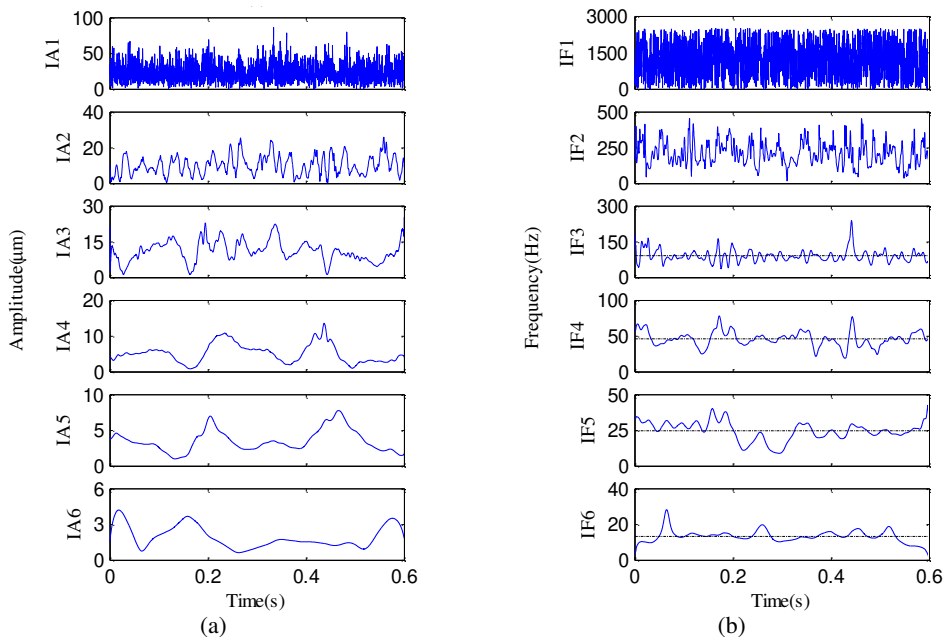 100
50
0
IA1
40
20
0
IA2
30
15
0
IA3
20
10
0
IA4
10
5
0
IA5
6
3
0
IA6
Amplitude(μm)
0 0.2 0.4 0.6
Time(s)
(a)
3000
1500
0
IF1
500
250
0
IF2
300
150
0
IF3
100
50
0
IF4
50
25
0
IF5
40
20
0
IF6
Frequency(Hz)
0 0.2 0.4 0.6
Time(s)
(b)